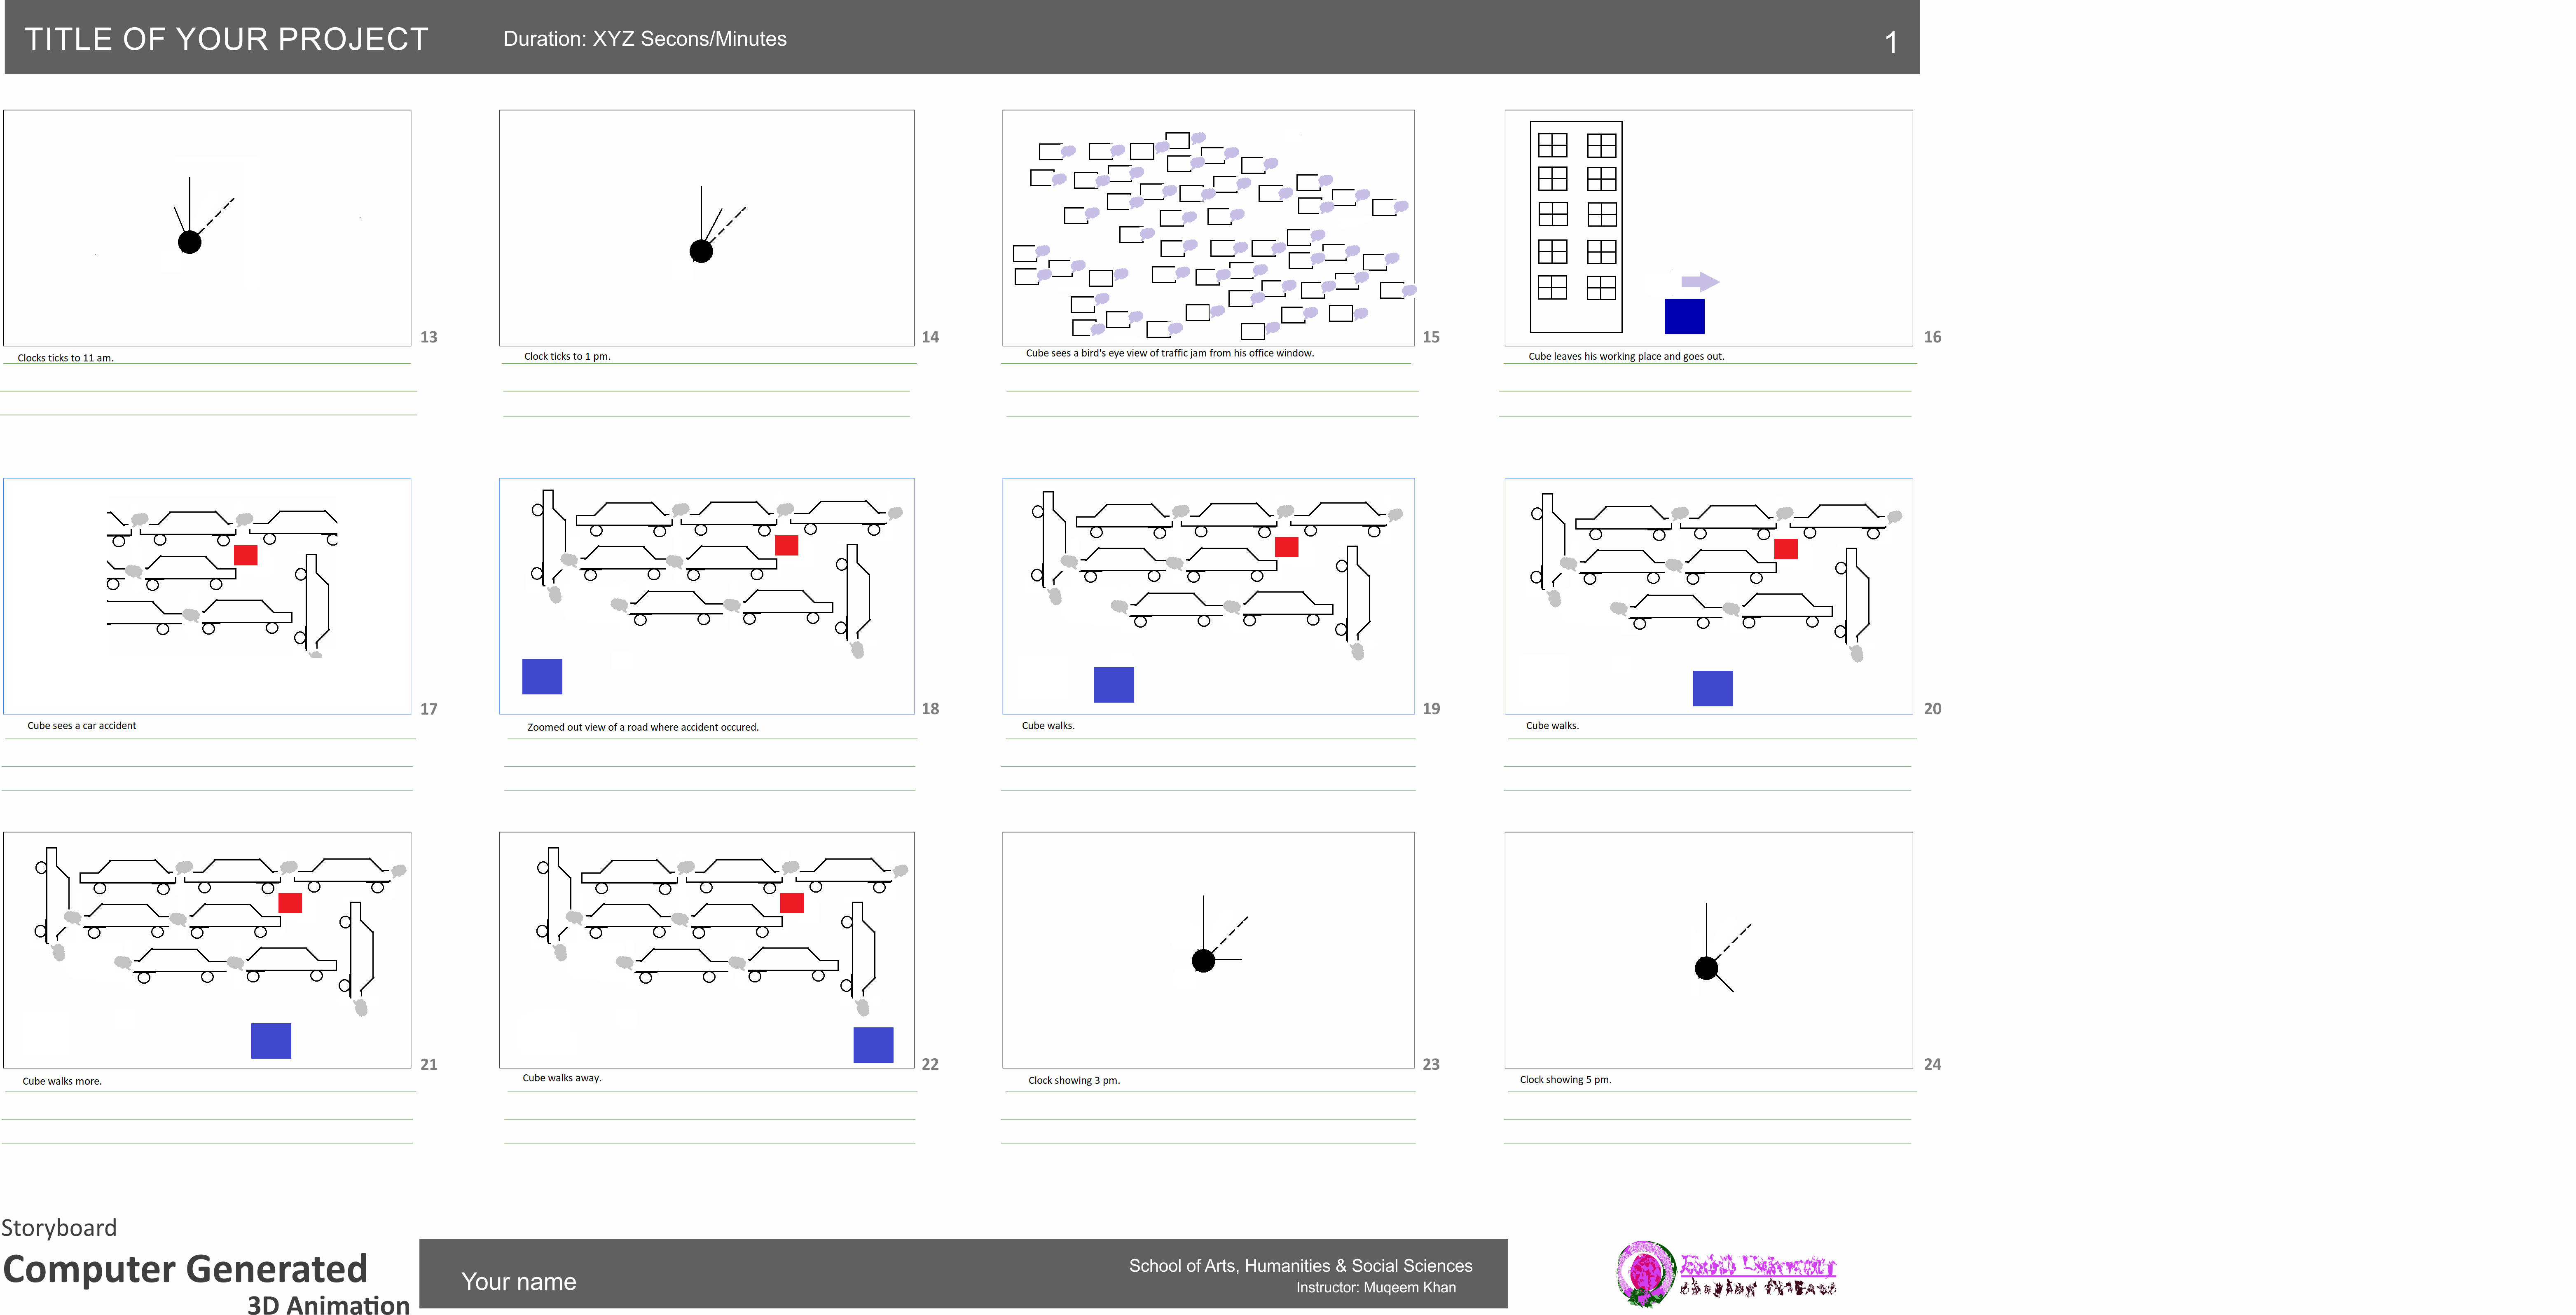 TITLE OF YOUR PROJECT
Duration: XYZ Secons/Minutes
1
13
14
15
16
Clocks ticks to 11 am.
Clock ticks to 1 pm.
Cube sees a bird's eye view of traffic jam from his office window.
Cube leaves his working place and goes out.
17
18
19
20
Cube sees a car accident
Zoomed out view of a road where accident occured.
Cube walks.
Cube walks.
21
22
23
24
Cube walks more.
Cube walks away.
Clock showing 3 pm.
Clock showing 5 pm.
Storyboard
Computer Generated
3D Animation
Your name
School of Arts, Humanities & Social Sciences
Instructor: Muqeem Khan